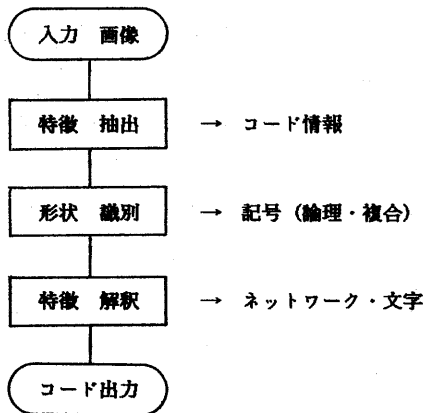 入力 画像
特徴 抽出 → コード情報
形状 識別 → 記号 (論理・複合)
特徴 解釈 → ネットワーク・文字
コード出力